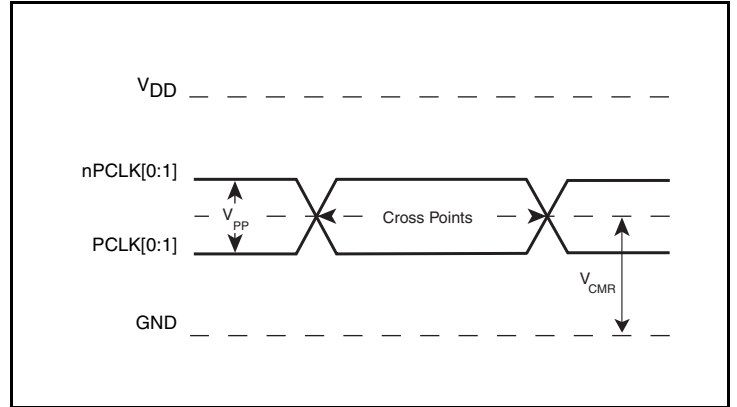 VDD
nPCLK[0:1]
VPP
Cross Points
PCLK[0:1]
VCMR
GND